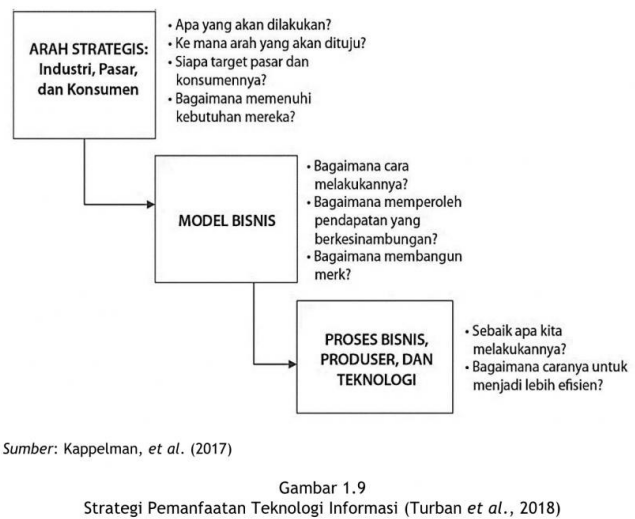 ARAH STRATEGIS:
Industri, Pasar,
dan Konsumen
• Apa yang akan dilakukan?
• Ke mana arah yang akan dituju?
• Siapa target pasar dan
konsumennya?
• Bagaimana memenuhi
kebutuhan mereka?
MODEL BISNIS
• Bagaimana cara
melakukannya?
• Bagaimana memperoleh
pendapatan yang
berkesinambungan?
• Bagaimana membangun
merk?
PROSES BISNIS,
PRODUSER, DAN
TEKNOLOGI
• Sebaik apa kita
melakukannya?
• Bagaimana caranya untuk
menjadi lebih efisien?
Sumber: Kappelman, et al. (2017)
Gambar 1.9
Strategi Pemanfaatan Teknologi Informasi (Turban et al., 2018)